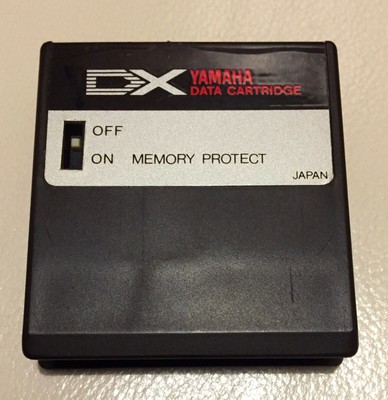 DX YAMAHA
DATA CARTRIDGE
OFF
ON MEMORY PROTECT
JAPAN